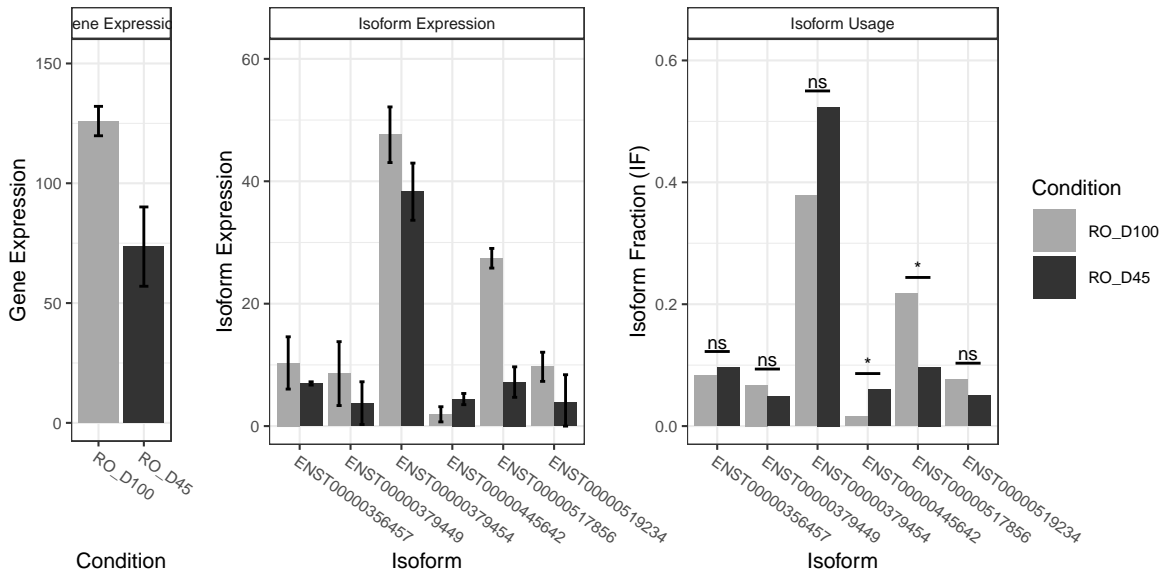 ene Expressio
Gene Expression
150
100
50
0
RO_D100
RO_D45
Condition
Isoform Expression
Isoform Expression
60
40
20
0
ENST00000356457
ENST00000379449
ENST00000379454
ENST00000445642
ENST00000517856
ENST00000519234
Isoform
Isoform Usage
Isoform Fraction (IF)
0.6
0.4
0.2
0.0
ns
ns
ns
*
*
ns
ENST00000356457
ENST00000379449
ENST00000379454
ENST00000445642
ENST00000517856
ENST00000519234
Isoform
Condition
RO_D100
RO_D45